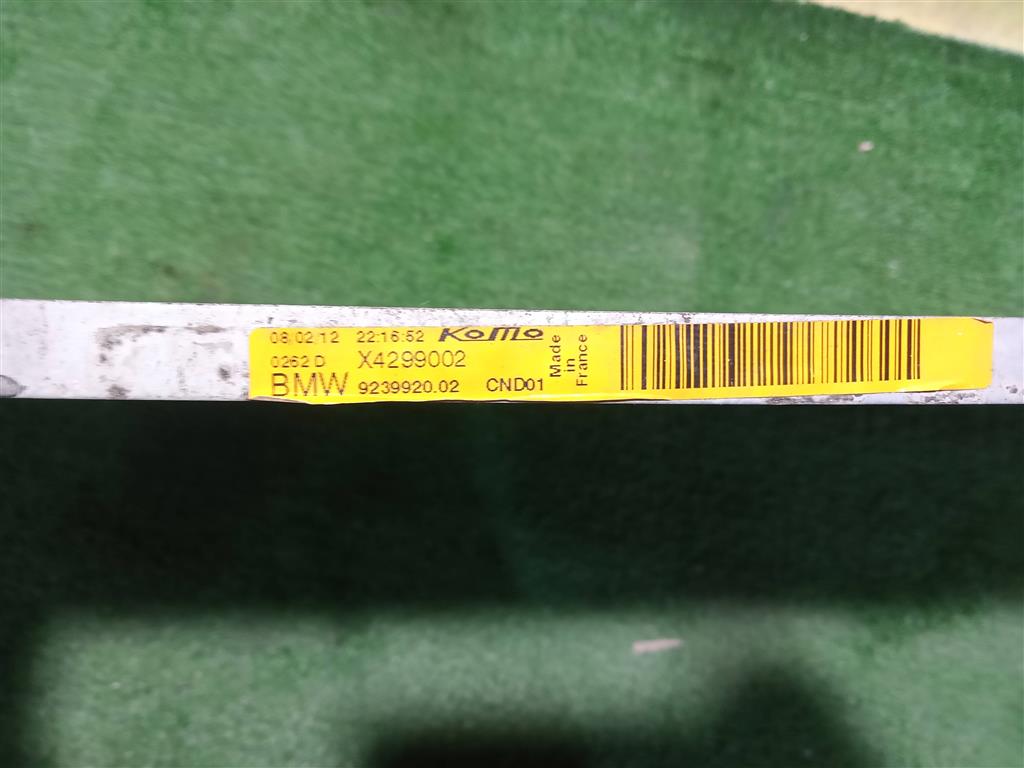 08/02/12 22:16:52 KoMo
0262 D X4299002
BMW 9239920.02 CND01
Made
in
France